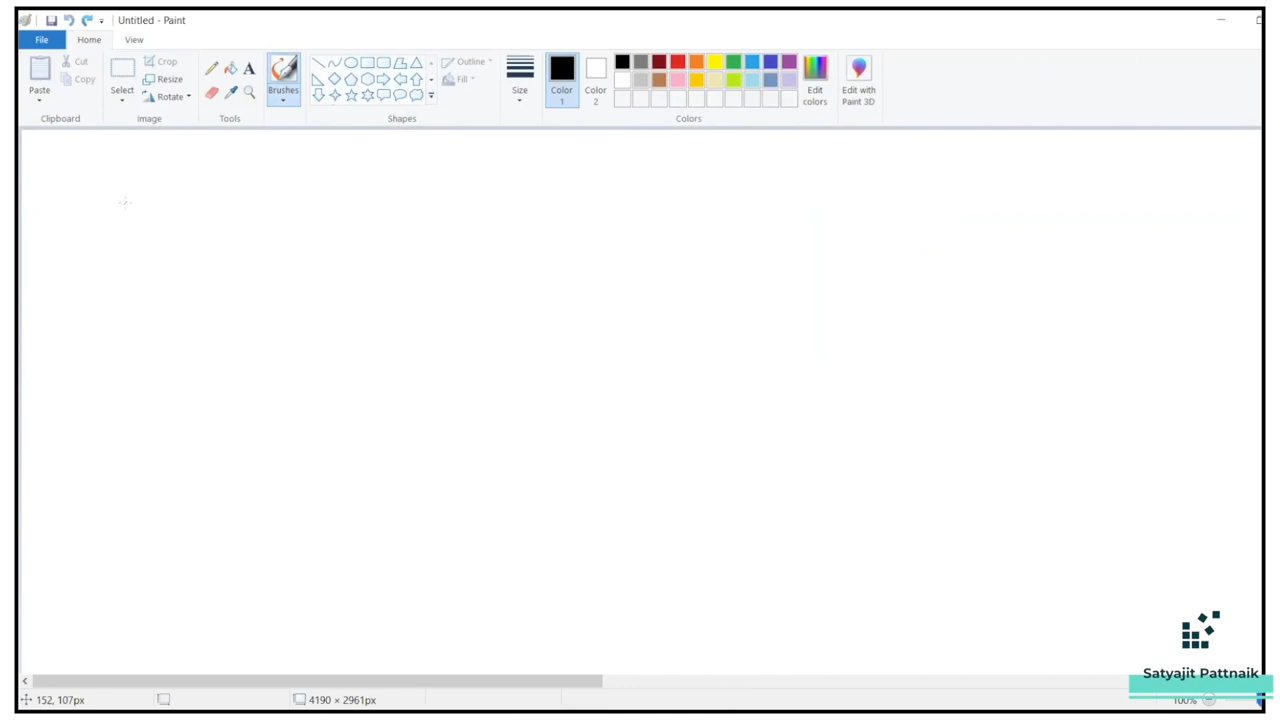 Untitled - Paint
File Home View
Paste
Cut
Copy
Clipboard
Select
Crop
Resize
Rotate
Image
A
Tools
Brushes
Outline
Fill
Shapes
Size
Color 1
Color 2
Edit colors
Colors
Edit with Paint 3D
Satyajit Pattnaik
152, 107px
4190 × 2961px
100%